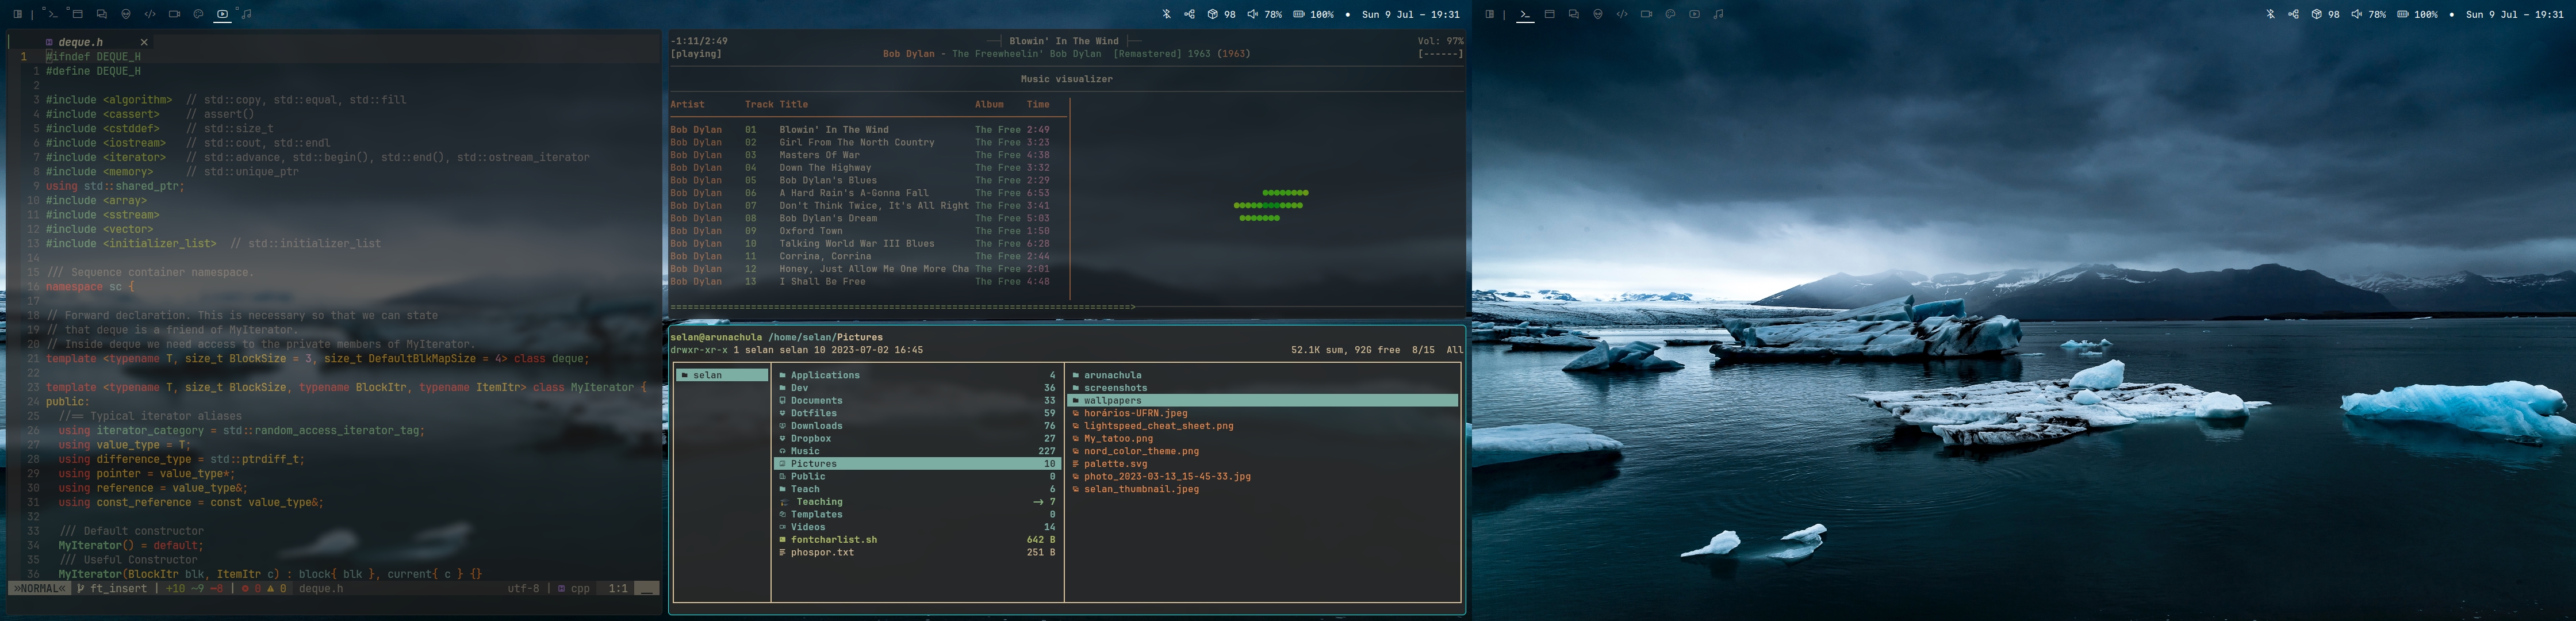 98 78% 100% • Sun 9 Jul – 19:31
deque.h ×
1 #ifndef DEQUE_H
1 #define DEQUE_H
2
3 #include <algorithm> // std::copy, std::equal, std::fill
4 #include <cassert> // assert()
5 #include <cstddef> // std::size_t
6 #include <iostream> // std::cout, std::endl
7 #include <iterator> // std::advance, std::begin(), std::end(), std::ostream_iterator
8 #include <memory> // std::unique_ptr
9 using std::shared_ptr;
10 #include <array>
11 #include <sstream>
12 #include <vector>
13 #include <initializer_list> // std::initializer_list
14
15 /// Sequence container namespace.
16 namespace sc {
17
18 // Forward declaration. This is necessary so that we can state
19 // that deque is a friend of MyIterator.
20 // Inside deque we need access to the private members of MyIterator.
21 template <typename T, size_t BlockSize = 3, size_t DefaultBlkMapSize = 4> class deque;
22
23 template <typename T, size_t BlockSize, typename BlockItr, typename ItemItr> class MyIterator {
24 public:
25 //== Typical iterator aliases
26 using iterator_category = std::random_access_iterator_tag;
27 using value_type = T;
28 using difference_type = std::ptrdiff_t;
29 using pointer = value_type*;
30 using reference = value_type&;
31 using const_reference = const value_type&;
32
33 /// Default constructor
34 MyIterator() = default;
35 /// Useful Constructor
36 MyIterator(BlockItr blk, ItemItr c) : block{ blk }, current{ c } {}
»NORMAL« ft_insert | +10 ~9 -8 | 0 0 deque.h utf-8 | cpp 1:1
-1:11/2:49 Blowin' In The Wind Vol: 97%
[playing] Bob Dylan - The Freewheelin' Bob Dylan [Remastered] 1963 (1963) [------]
Music visualizer
Artist Track Title Album Time
Bob Dylan 01 Blowin' In The Wind The Free 2:49
Bob Dylan 02 Girl From The North Country The Free 3:23
Bob Dylan 03 Masters Of War The Free 4:38
Bob Dylan 04 Down The Highway The Free 3:32
Bob Dylan 05 Bob Dylan's Blues The Free 2:29
Bob Dylan 06 A Hard Rain's A-Gonna Fall The Free 6:53
Bob Dylan 07 Don't Think Twice, It's All Right The Free 3:41
Bob Dylan 08 Bob Dylan's Dream The Free 5:03
Bob Dylan 09 Oxford Town The Free 1:50
Bob Dylan 10 Talking World War III Blues The Free 6:28
Bob Dylan 11 Corrina, Corrina The Free 2:44
Bob Dylan 12 Honey, Just Allow Me One More Cha The Free 2:01
Bob Dylan 13 I Shall Be Free The Free 4:48
selan@arunachula /home/selan/Pictures
drwxr-xr-x 1 selan selan 10 2023-07-02 16:45 52.1K sum, 92G free 8/15 All
selan
Applications 4
Dev 36
Documents 33
Dotfiles 59
Downloads 76
Dropbox 27
Music 227
Pictures 10
Public 0
Teach 6
Teaching -> 7
Templates 0
Videos 14
fontcharlist.sh 642 B
phospor.txt 251 B
arunachula
screenshots
wallpapers
horários-UFRN.jpeg
lightspeed_cheat_sheet.png
My_tatoo.png
nord_color_theme.png
palette.svg
photo_2023-03-13_15-45-33.jpg
selan_thumbnail.jpeg
98 78% 100% • Sun 9 Jul – 19:31